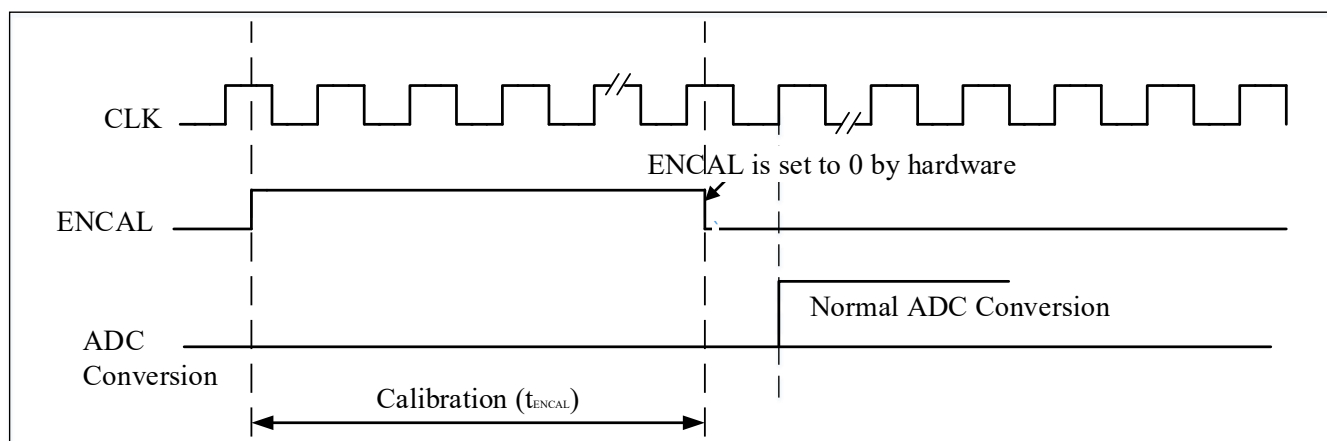 CLK
ENCAL is set to 0 by hardware
ENCAL
Normal ADC Conversion
ADC
Conversion
Calibration (tENCAL)